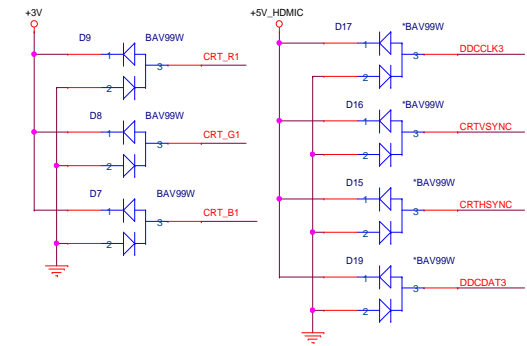 +3V
D9 BAV99W
1
3 CRT_R1
2
D8 BAV99W
1
3 CRT_G1
2
D7 BAV99W
1
3 CRT_B1
2
+5V_HDMIC
D17 *BAV99W
1
3 DDCCLK3
2
D16 *BAV99W
1
3 CRTVSYNC
2
D15 *BAV99W
1
3 CRTHSYNC
2
D19 *BAV99W
1
3 DDCDAT3
2